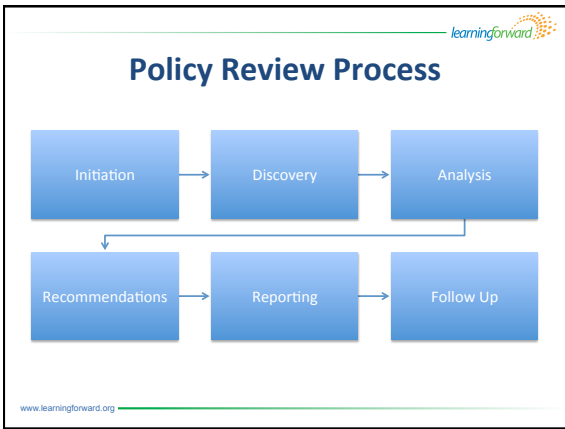 learningforward
Policy Review Process
Initiation
Discovery
Analysis
Recommendations
Reporting
Follow Up
www.learningforward.org